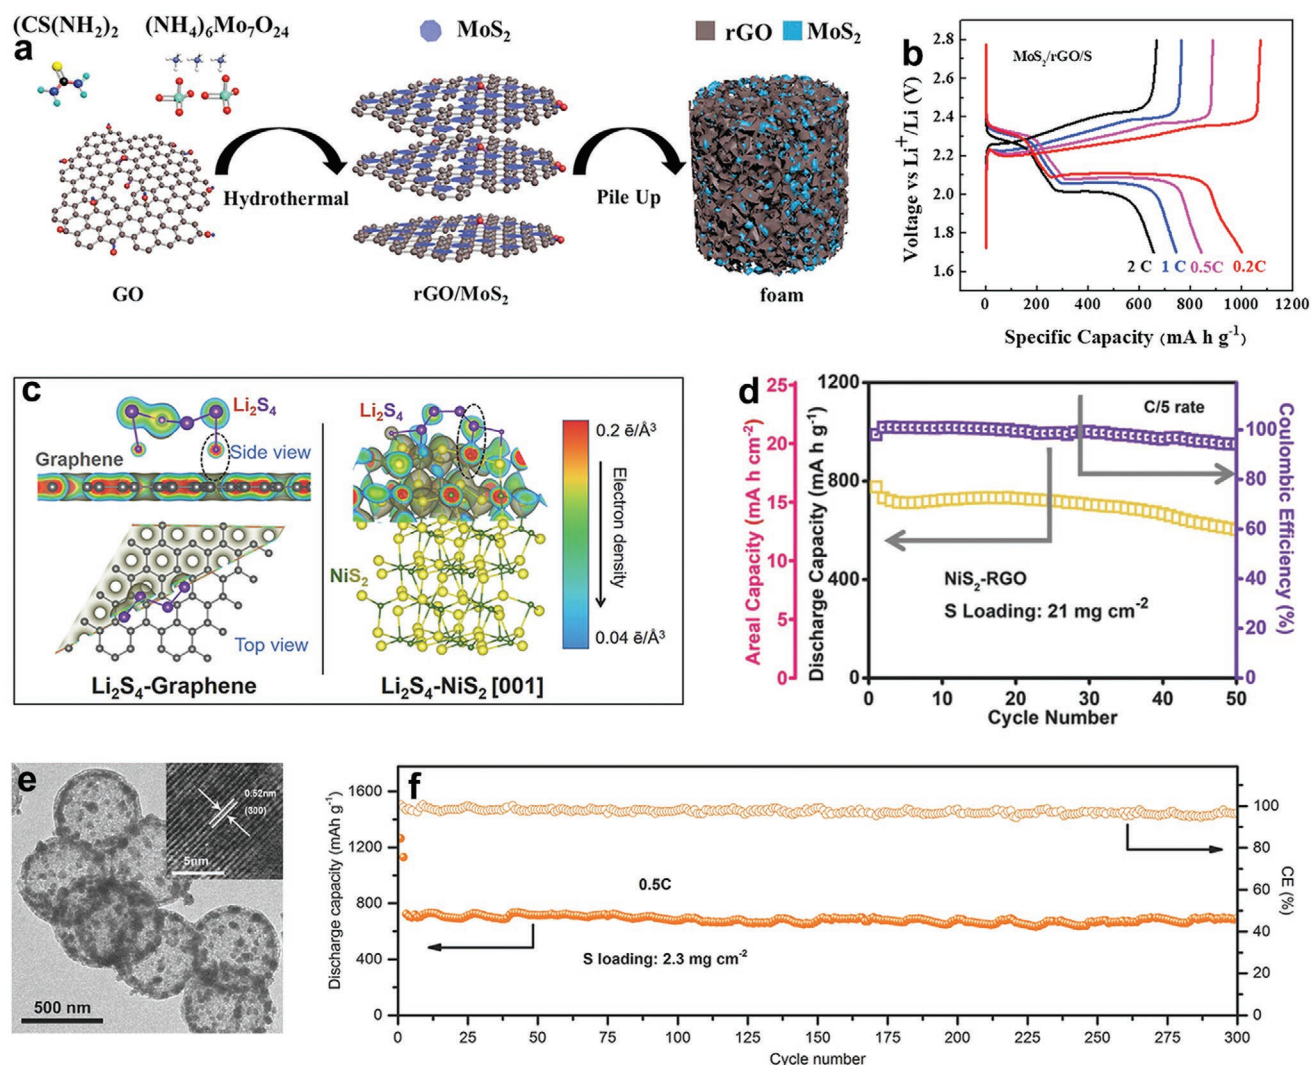 (CS(NH2)2
(NH4)6Mo7O24
a
GO
Hydrothermal
MoS2
rGO/MoS2
Pile Up
rGO
MoS2
foam
b
MoS2/rGO/S
Voltage vs Li+/Li (V)
2.8
2.6
2.4
2.2
2.0
1.8
1.6
2 C
1 C
0.5C
0.2C
0 200 400 600 800 1000 1200
Specific Capacity (mA h g-1)
c
Li2S4
Side view
Graphene
Top view
Li2S4-Graphene
Li2S4
NiS2
Li2S4-NiS2 [001]
0.2 ē/Å3
Electron density
0.04 ē/Å3
d
Areal Capacity (mA h cm-2)
25
20
15
10
5
0
Discharge Capacity (mA h g-1)
1200
800
400
0
C/5 rate
NiS2-RGO
S Loading: 21 mg cm-2
Coulombic Efficiency (%)
100
80
60
40
20
0
0 10 20 30 40 50
Cycle Number
e
0.52nm
(300)
5nm
500 nm
f
Discharge capacity (mAh g-1)
1600
1200
800
400
0
0.5C
S loading: 2.3 mg cm-2
CE (%)
100
80
60
40
20
0
0 25 50 75 100 125 150 175 200 225 250 275 300
Cycle number